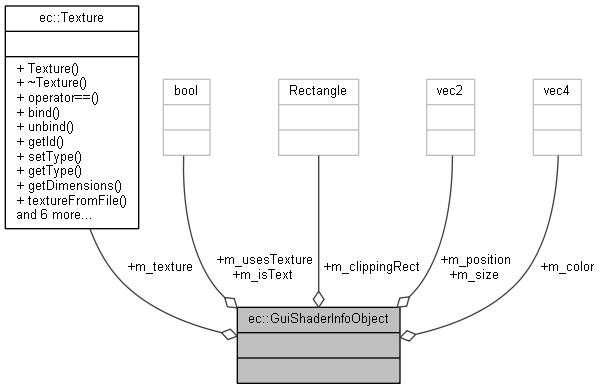 ec::Texture
+ Texture()
+ ~Texture()
+ operator==()
+ bind()
+ unbind()
+ getId()
+ setType()
+ getType()
+ getDimensions()
+ textureFromFile()
and 6 more...
bool
Rectangle
vec2
vec4
+m_texture
+m_usesTexture
+m_isText
+m_clippingRect
+m_position
+m_size
+m_color
ec::GuiShaderInfoObject